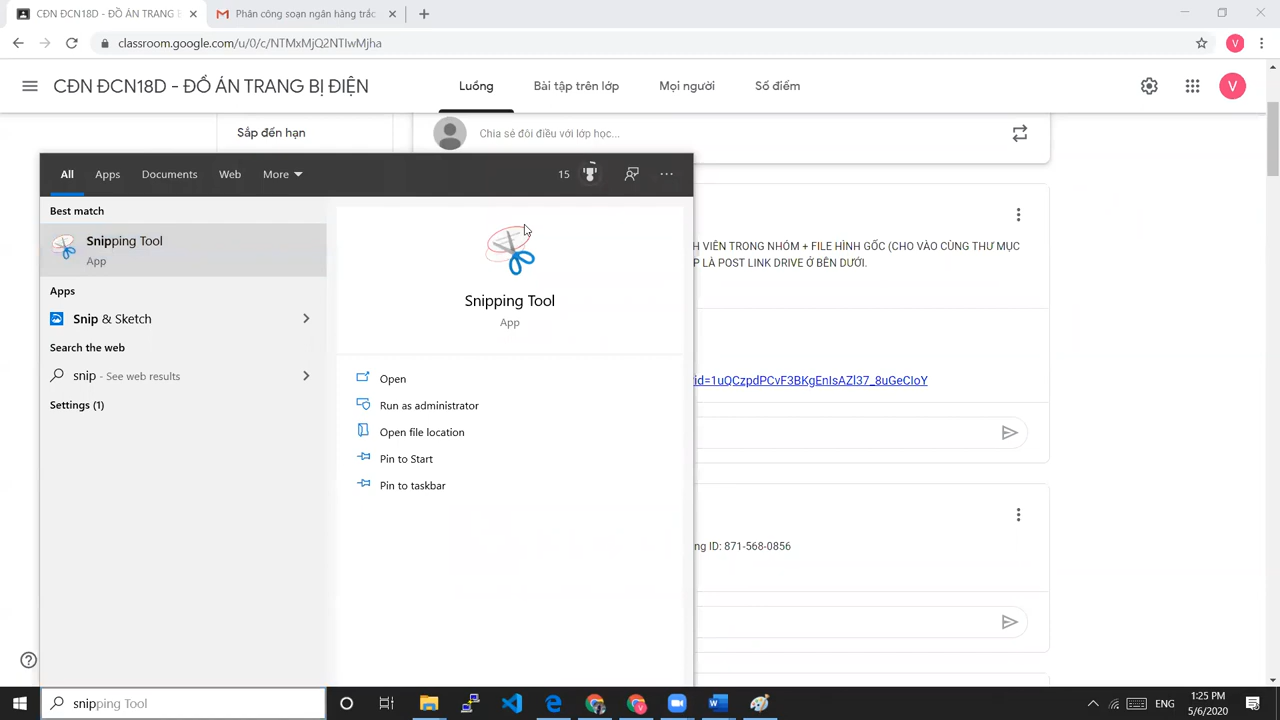 CĐN ĐCN18D - ĐỒ ÁN TRANG BỊ Đ
Phân công soạn ngân hàng trắc
classroom.google.com/u/0/c/NTMxMjQ2NTIwMjha
V
CĐN ĐCN18D - ĐỒ ÁN TRANG BỊ ĐIỆN
Luồng
Bài tập trên lớp
Mọi người
Số điểm
V
Sắp đến hạn
Chia sẻ đôi điều với lớp học...
All
Apps
Documents
Web
More
15
Best match
Snipping Tool
App
Apps
Snip & Sketch
Search the web
snip - See web results
Settings (1)
Snipping Tool
App
Open
Run as administrator
Open file location
Pin to Start
Pin to taskbar
H VIÊN TRONG NHÓM + FILE HÌNH GỐC (CHO VÀO CÙNG THƯ MỤC
P LÀ POST LINK DRIVE Ở BÊN DƯỚI.
id=1uQCzpdPCvF3BKgEnIsAZl37_8uGeCIoY
ng ID: 871-568-0856
snipping Tool
ENG
1:25 PM
5/6/2020